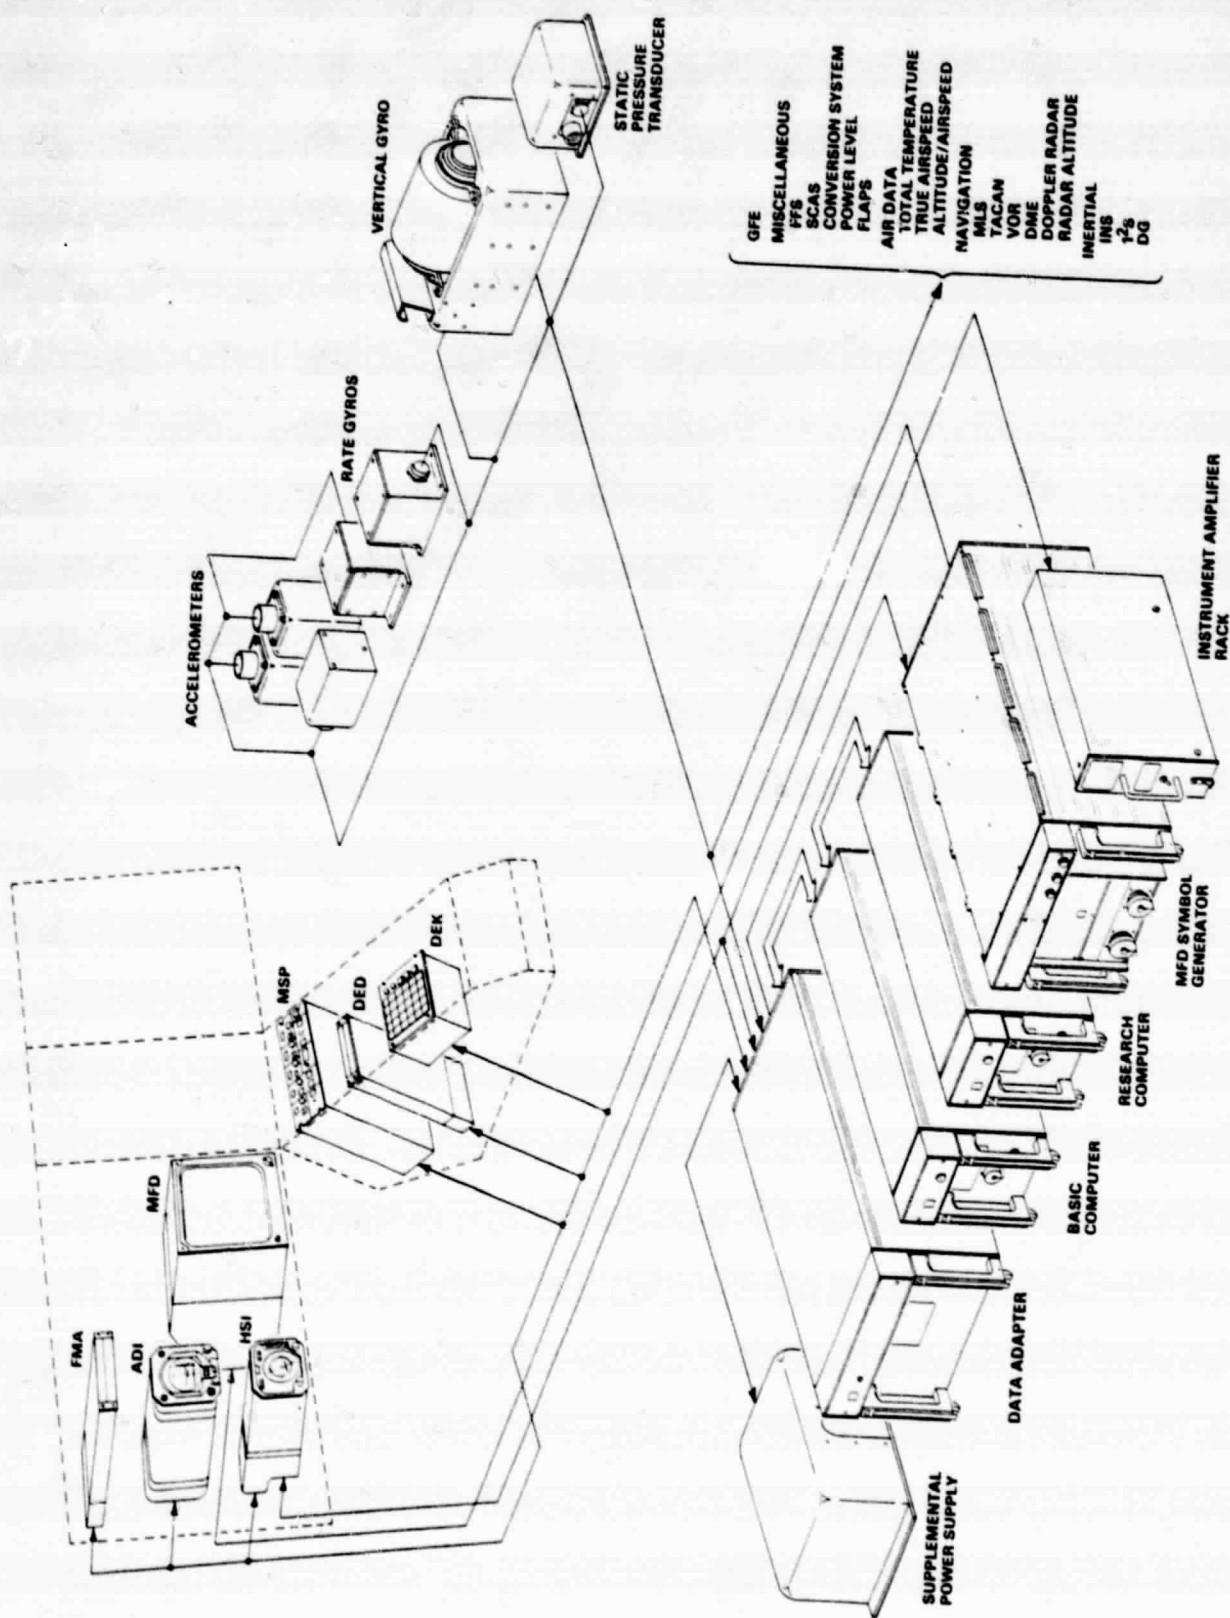 FMA
ADI
HSI
MFD
MSP
DED
DEK
ACCELEROMETERS
RATE GYROS
VERTICAL GYRO
STATIC
PRESSURE
TRANSDUCER
GFE
MISCELLANEOUS
FFS
SCAS
CONVERSION SYSTEM
POWER LEVEL
FLAPS
AIR DATA
TOTAL TEMPERATURE
TRUE AIRSPEED
ALTITUDE/AIRSPEED
NAVIGATION
MLS
TACAN
VOR
DME
DOPPLER RADAR
RADAR ALTITUDE
INERTIAL
INS
I²S
DG
SUPPLEMENTAL
POWER SUPPLY
DATA ADAPTER
BASIC
COMPUTER
RESEARCH
COMPUTER
MFD SYMBOL
GENERATOR
INSTRUMENT AMPLIFIER
RACK